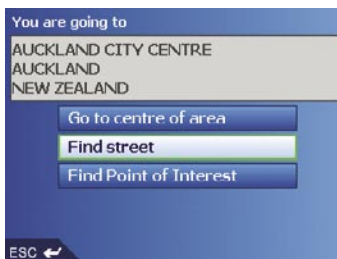 You are going to
AUCKLAND CITY CENTRE
AUCKLAND
NEW ZEALAND
Go to centre of area
Find street
Find Point of Interest
ESC